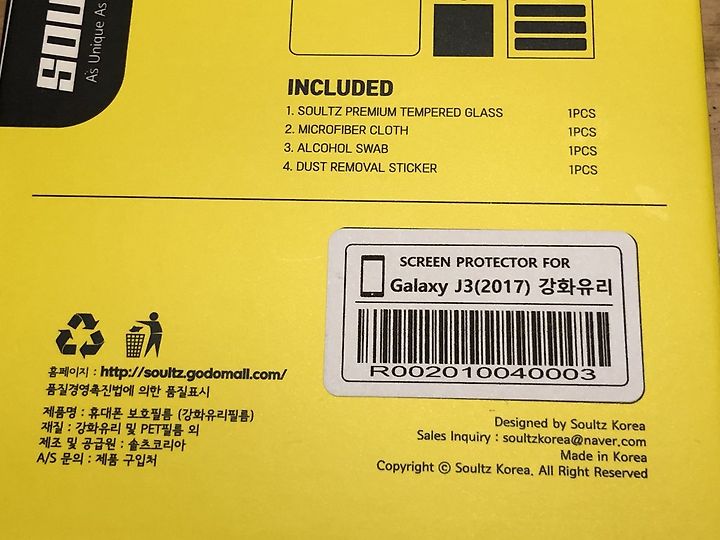 SOU
As Unique As
INCLUDED
1. SOULTZ PREMIUM TEMPERED GLASS 1PCS
2. MICROFIBER CLOTH 1PCS
3. ALCOHOL SWAB 1PCS
4. DUST REMOVAL STICKER 1PCS
SCREEN PROTECTOR FOR
Galaxy J3(2017) 강화유리
R002010040003
홈페이지 : http://soultz.godomall.com/
품질경영촉진법에 의한 품질표시
제품명 : 휴대폰 보호필름 (강화유리필름)
재질 : 강화유리 및 PET필름 외
제조 및 공급원 : 솔츠코리아
A/S 문의 : 제품 구입처
Designed by Soultz Korea
Sales Inquiry : soultzkorea@naver.com
Made in Korea
Copyright ⓒ Soultz Korea. All Right Reserved